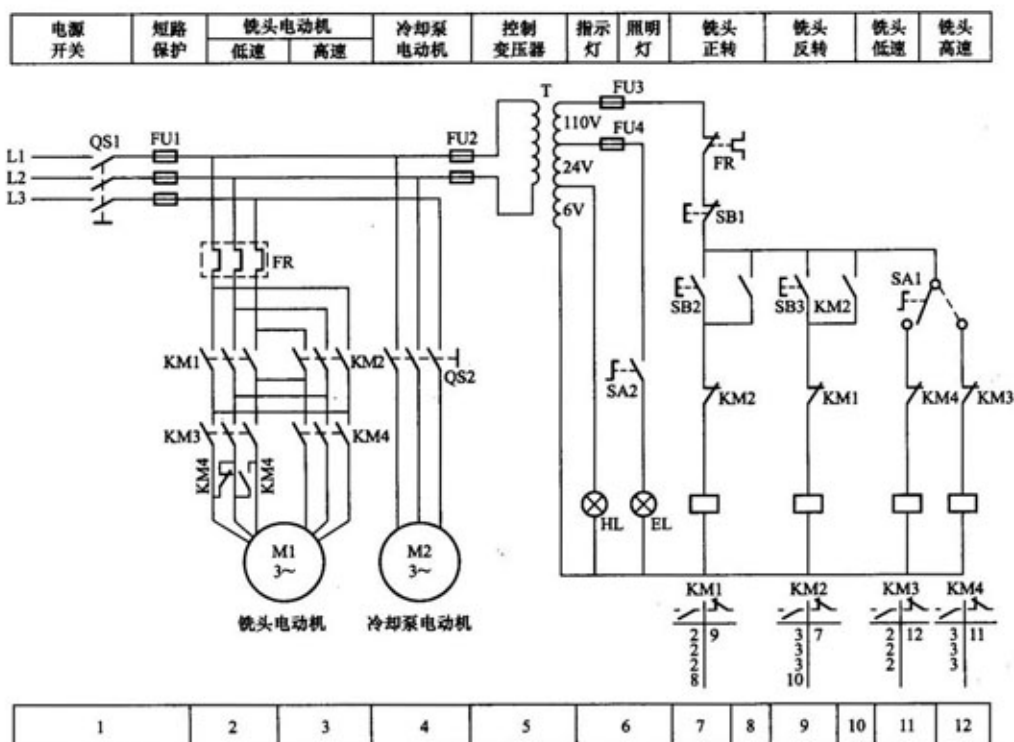 电源开关 短路保护 铣头电动机 冷却泵电动机 控制变压器 指示灯 照明灯 铣头正转 铣头反转 铣头低速 铣头高速
低速 高速
T FU3
110V FU4
QS1 FU1 FU2
L1
L2
L3
24V
6V
FR
SB1
FR
SA1
SB2 SB3 KM2
KM1 KM2
QS2
SA2
KM2 KM1 KM4 KM3
KM3 KM4
KM4 KM4
HL EL
M1
3~
M2
3~
铣头电动机 冷却泵电动机
KM1 KM2 KM3 KM4
2 9 3 7 2 12 3 11
2 3 2 3
2 3 2 3
8 10
1 2 3 4 5 6 7 8 9 10 11 12